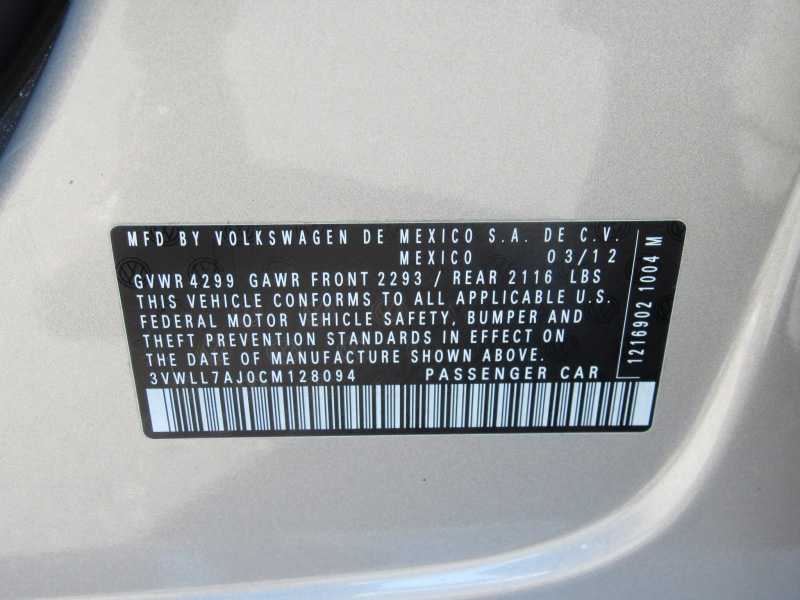 MFD BY VOLKSWAGEN DE MEXICO S.A. DE C.V.
MEXICO 03/12
GVWR 4299 GAWR FRONT 2293 / REAR 2116 LBS
THIS VEHICLE CONFORMS TO ALL APPLICABLE U.S.
FEDERAL MOTOR VEHICLE SAFETY, BUMPER AND
THEFT PREVENTION STANDARDS IN EFFECT ON
THE DATE OF MANUFACTURE SHOWN ABOVE.
3VWLL7AJ0CM128094 PASSENGER CAR
1216902 1004 M